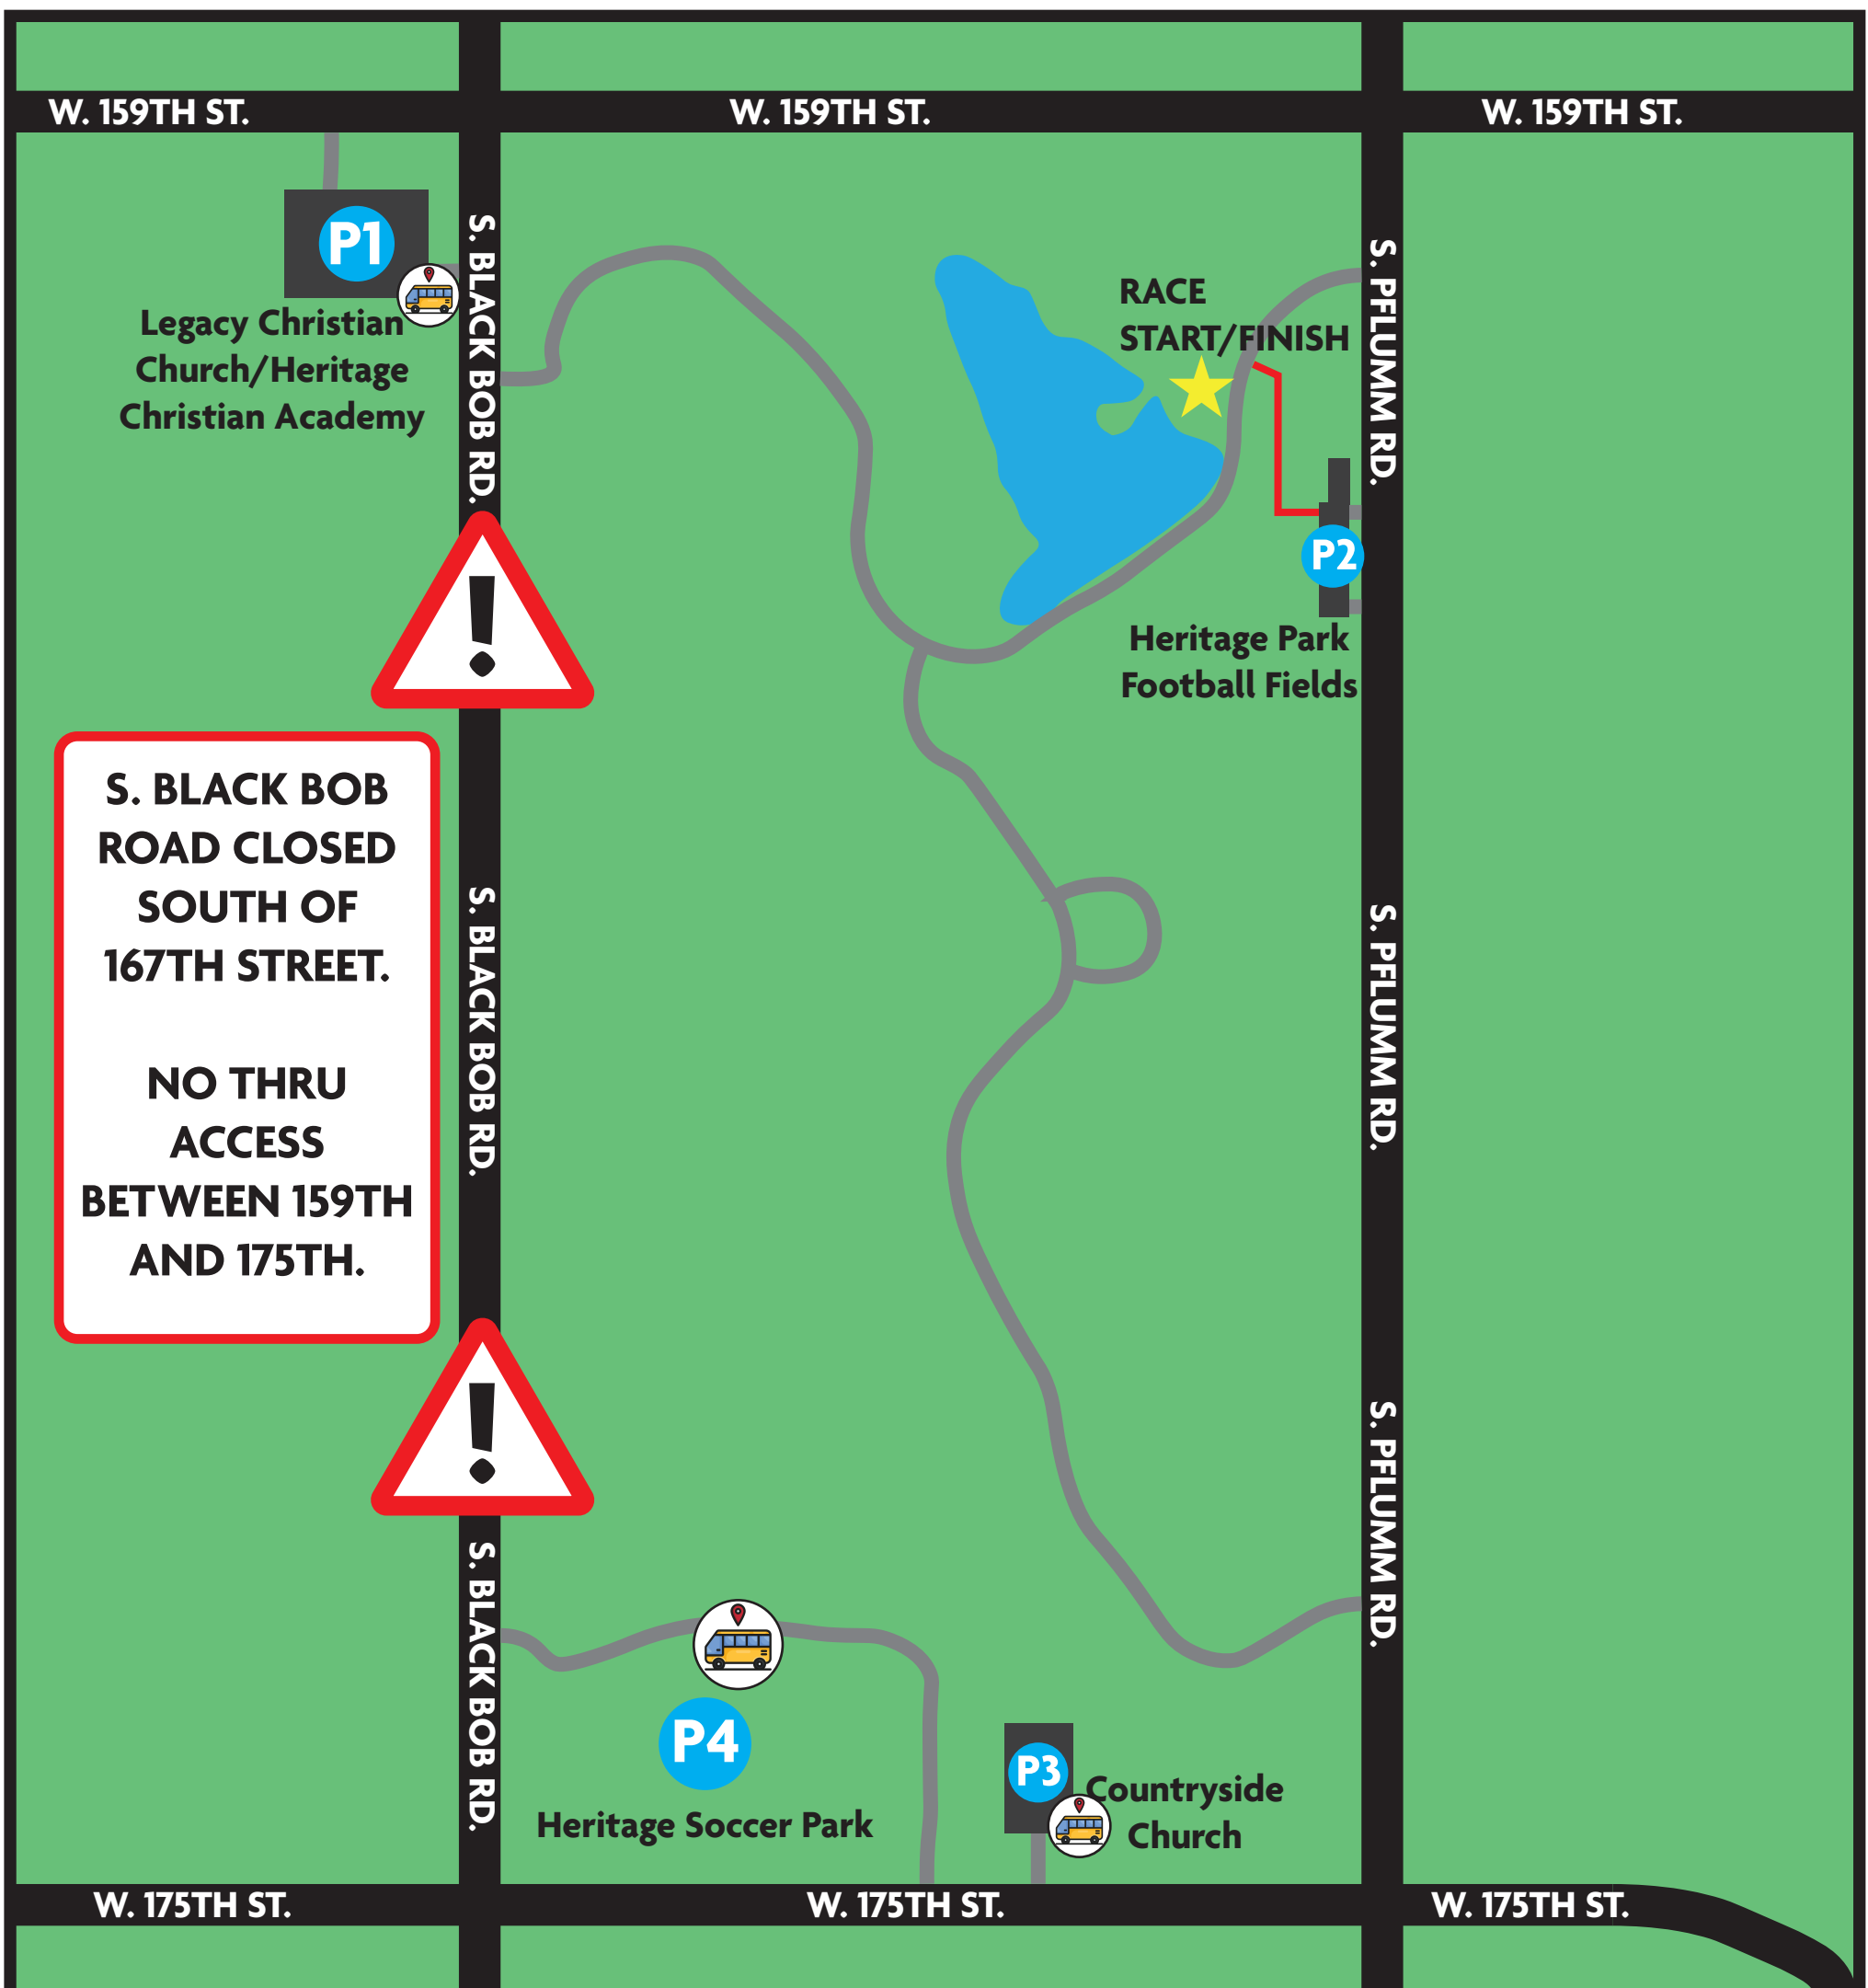 W. 159TH ST.
W. 159TH ST.
W. 159TH ST.
P1
Legacy Christian
Church/Heritage
Christian Academy
S. BLACK BOB RD.
RACE
START/FINISH
S. PFLUMM RD.
P2
Heritage Park
Football Fields
!
S. BLACK BOB
ROAD CLOSED
SOUTH OF
167TH STREET.
NO THRU
ACCESS
BETWEEN 159TH
AND 175TH.
S. BLACK BOB RD.
S. PFLUMM RD.
!
S. BLACK BOB RD.
S. PFLUMM RD.
P4
Heritage Soccer Park
P3
Countryside
Church
W. 175TH ST.
W. 175TH ST.
W. 175TH ST.